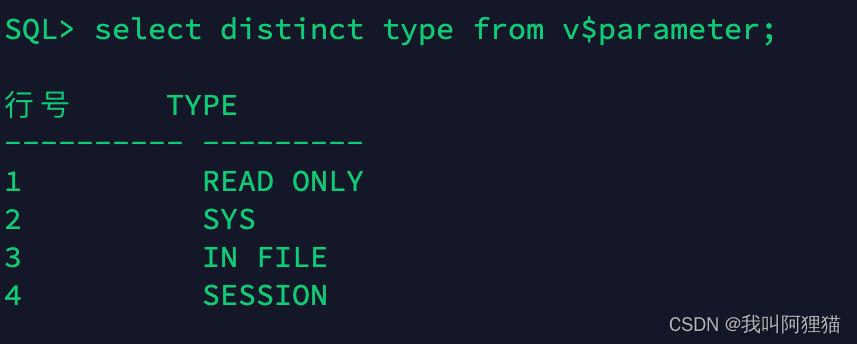 SQL> select distinct type from v$parameter;
行号 TYPE
---------- ---------
1 READ ONLY
2 SYS
3 IN FILE
4 SESSION
CSDN @我叫阿狸猫